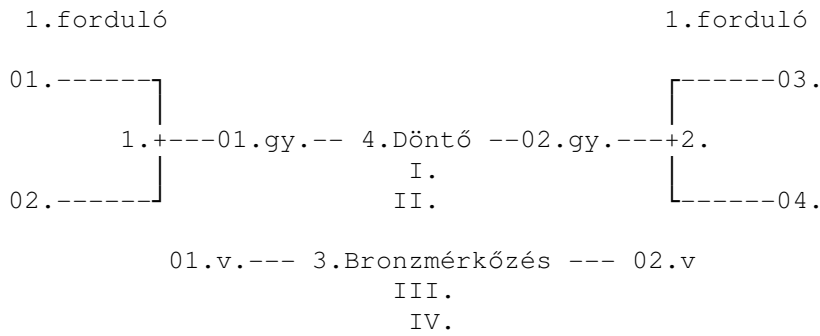 1.forduló 1.forduló
01.------┐ ┌------03.
1.+---01.gy.-- 4.Döntő --02.gy.---+2.
I.
02.------┘ II. └------04.
01.v.--- 3.Bronzmérkőzés --- 02.v
III.
IV.